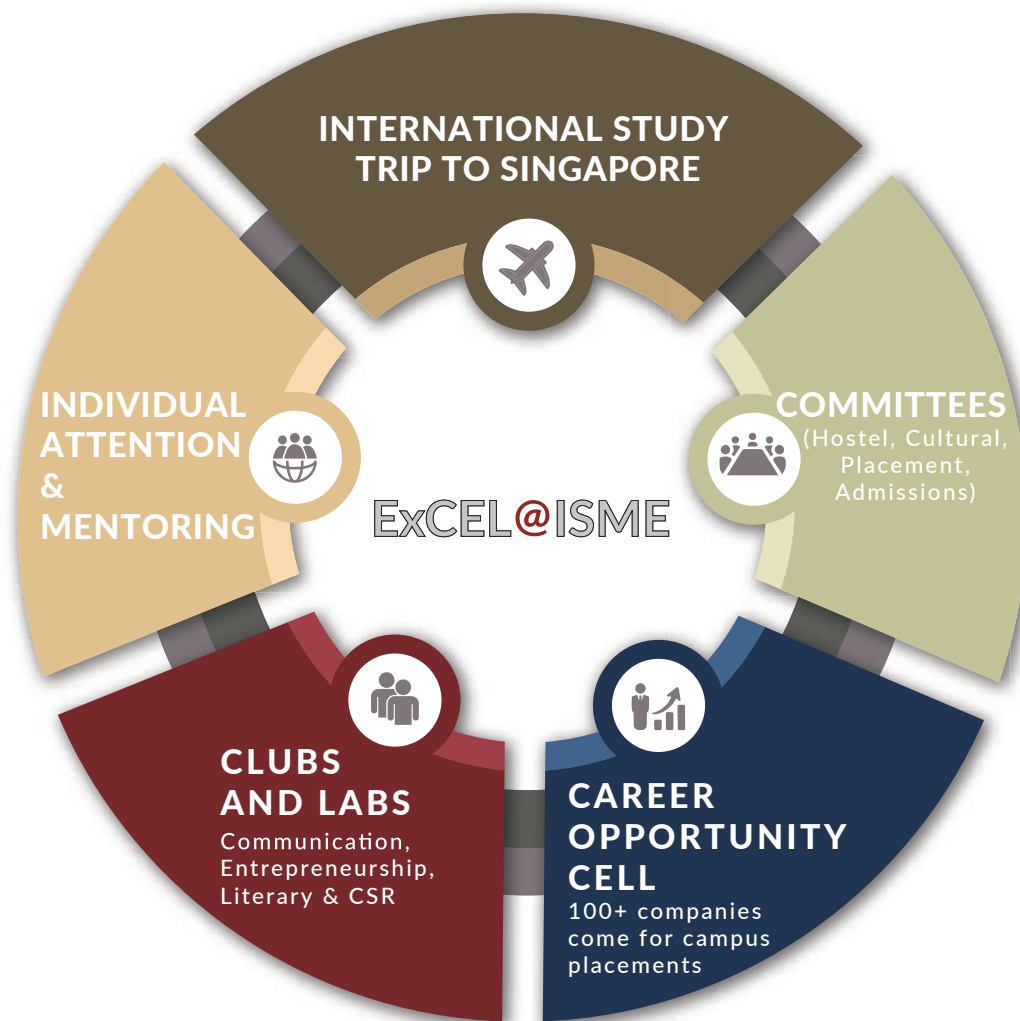 INTERNATIONAL STUDY
TRIP TO SINGAPORE
INDIVIDUAL
ATTENTION
&
MENTORING
COMMITTEES
(Hostel, Cultural,
Placement,
Admissions)
ExCEL@ISME
CLUBS
AND LABS
Communication,
Entrepreneurship,
Literary & CSR
CAREER
OPPORTUNITY
CELL
100+ companies
come for campus
placements